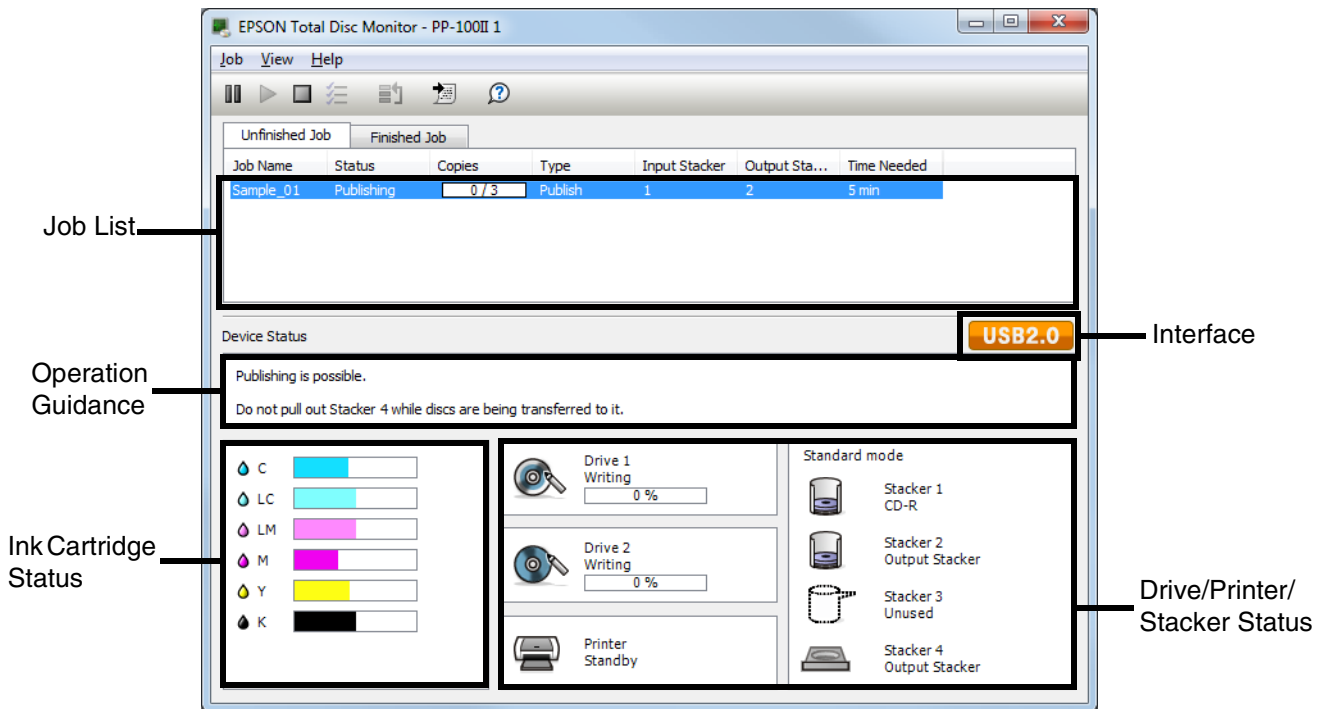 EPSON Total Disc Monitor - PP-100II 1
Job View Help
Unfinished Job Finished Job
Job Name Status Copies Type Input Stacker Output Sta... Time Needed
Sample_01 Publishing 0 / 3 Publish 1 2 5 min
Job List
Device Status
USB2.0
Interface
Operation
Guidance
Publishing is possible.
Do not pull out Stacker 4 while discs are being transferred to it.
Ink Cartridge
Status
C
LC
LM
M
Y
K
Drive 1
Writing
0 %
Drive 2
Writing
0 %
Printer
Standby
Standard mode
Stacker 1
CD-R
Stacker 2
Output Stacker
Stacker 3
Unused
Stacker 4
Output Stacker
Drive/Printer/
Stacker Status